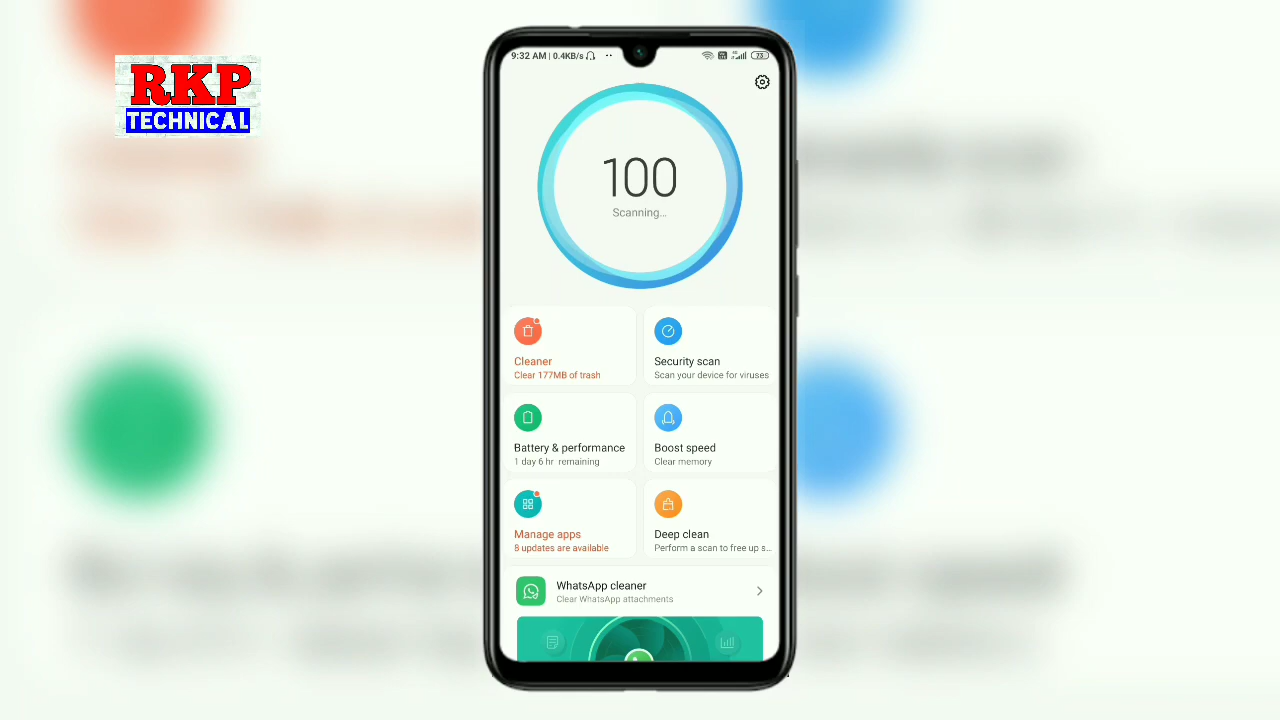 RKP
TECHNICAL
9:32 AM | 0.4KB/s
73
100
Scanning...
Cleaner
Clear 177MB of trash
Security scan
Scan your device for viruses
Battery & performance
1 day 6 hr remaining
Boost speed
Clear memory
Manage apps
8 updates are available
Deep clean
Perform a scan to free up s...
WhatsApp cleaner
Clear WhatsApp attachments